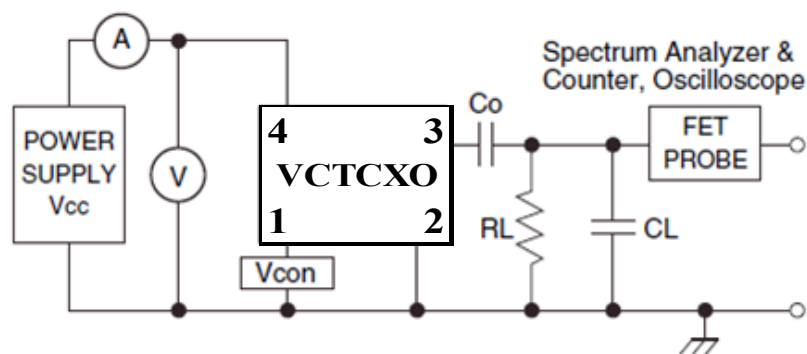 A
Spectrum Analyzer &
Counter, Oscilloscope
POWER
SUPPLY
Vcc
V
4 3
VCTCXO
1 2
Co
FET
PROBE
RL
CL
Vcon